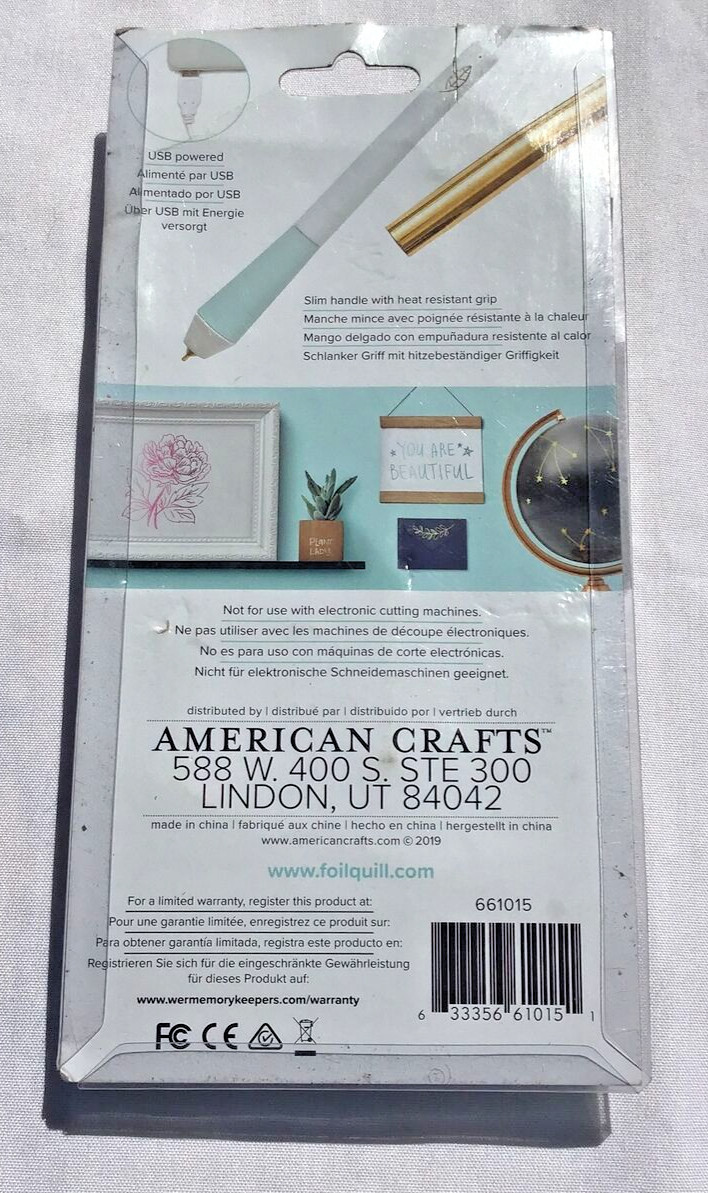 USB powered
Alimenté par USB
Alimentado por USB
Über USB mit Energie
versorgt
Slim handle with heat resistant grip
Manche mince avec poignée résistante à la chaleur
Mango delgado con empuñadura resistente al calor
Schlanker Griff mit hitzebeständiger Griffigkeit
YOU ARE
BEAUTIFUL
PLANT
LADY
Not for use with electronic cutting machines.
Ne pas utiliser avec les machines de découpe électroniques.
No es para uso con máquinas de corte electrónicas.
Nicht für elektronische Schneidemaschinen geeignet.
distributed by | distribué par | distribuido por | vertrieb durch
AMERICAN CRAFTS™
588 W. 400 S. STE 300
LINDON, UT 84042
made in china | fabriqué aux chine | hecho en china | hergestellt in china
www.americancrafts.com © 2019
www.foilquill.com
For a limited warranty, register this product at:
Pour une garantie limitée, enregistrez ce produit sur:
Para obtener garantía limitada, registra este producto en:
Registrieren Sie sich für die eingeschränkte Gewährleistung
für dieses Produkt auf:
www.wermemorykeepers.com/warranty
FC CE
661015
6 33356 61015 1